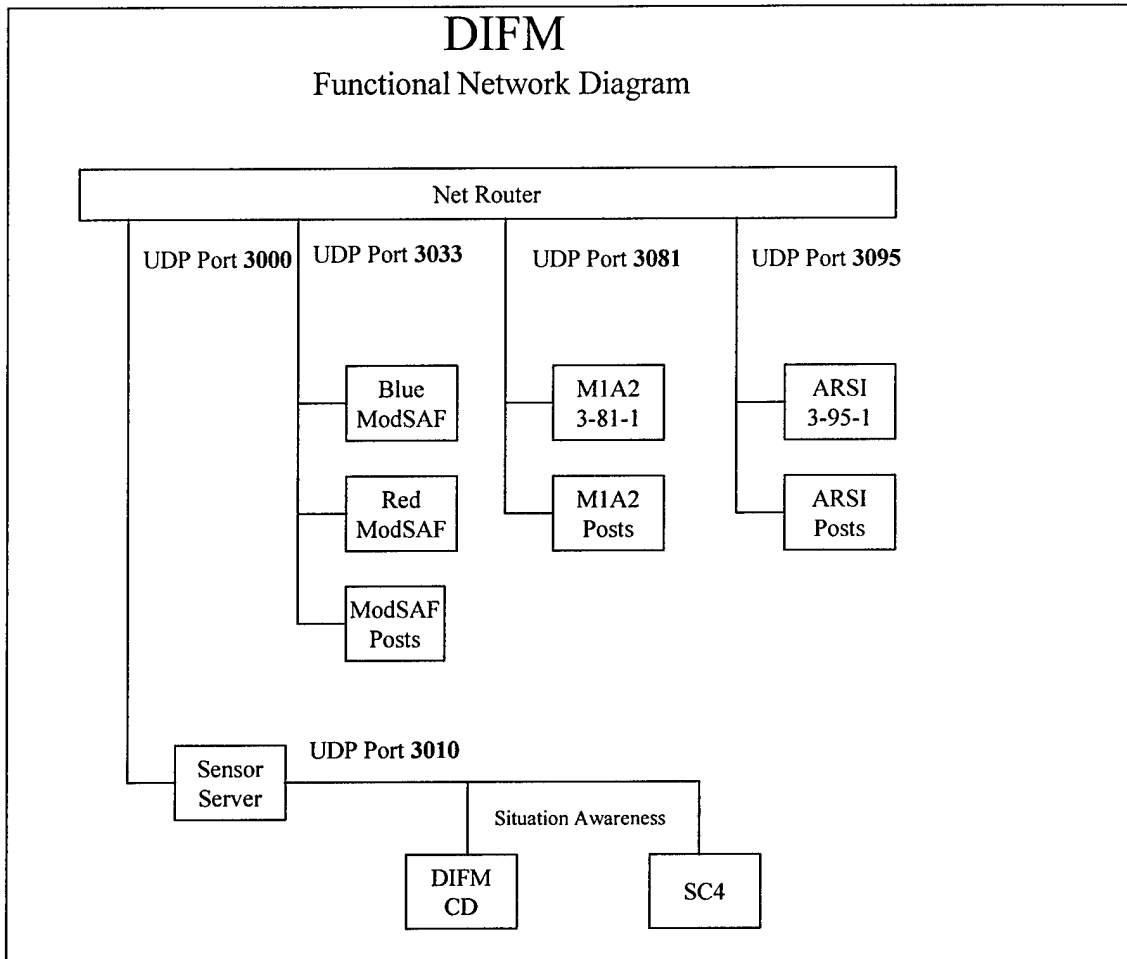 DIFM
Functional Network Diagram
Net Router
UDP Port 3000
UDP Port 3033
UDP Port 3081
UDP Port 3095
Blue
ModSAF
M1A2
3-81-1
ARSI
3-95-1
Red
ModSAF
M1A2
Posts
ARSI
Posts
ModSAF
Posts
UDP Port 3010
Sensor
Server
Situation Awareness
DIFM
CD
SC4